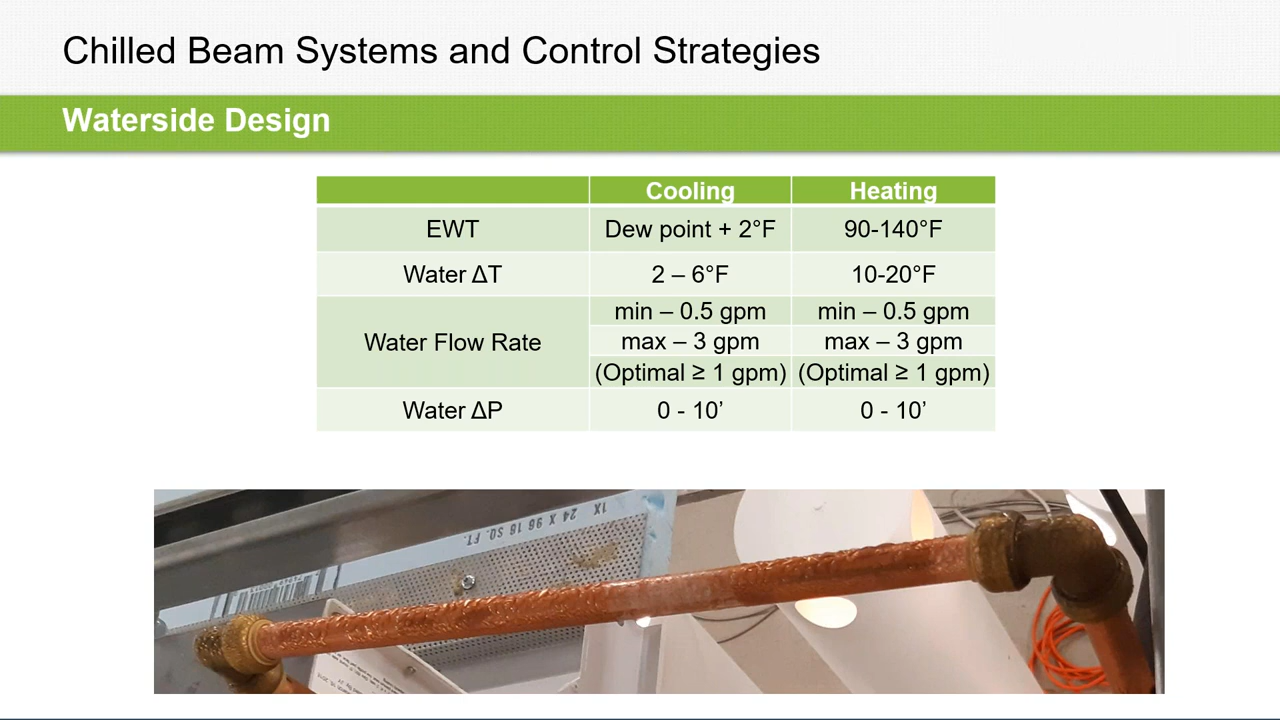 Chilled Beam Systems and Control Strategies
Waterside Design
Cooling Heating
EWT Dew point + 2°F 90-140°F
Water ΔT 2 – 6°F 10-20°F
Water Flow Rate
min – 0.5 gpm min – 0.5 gpm
max – 3 gpm max – 3 gpm
(Optimal ≥ 1 gpm) (Optimal ≥ 1 gpm)
Water ΔP 0 - 10’ 0 - 10’
1X 24 X 96 16 SQ. FT.